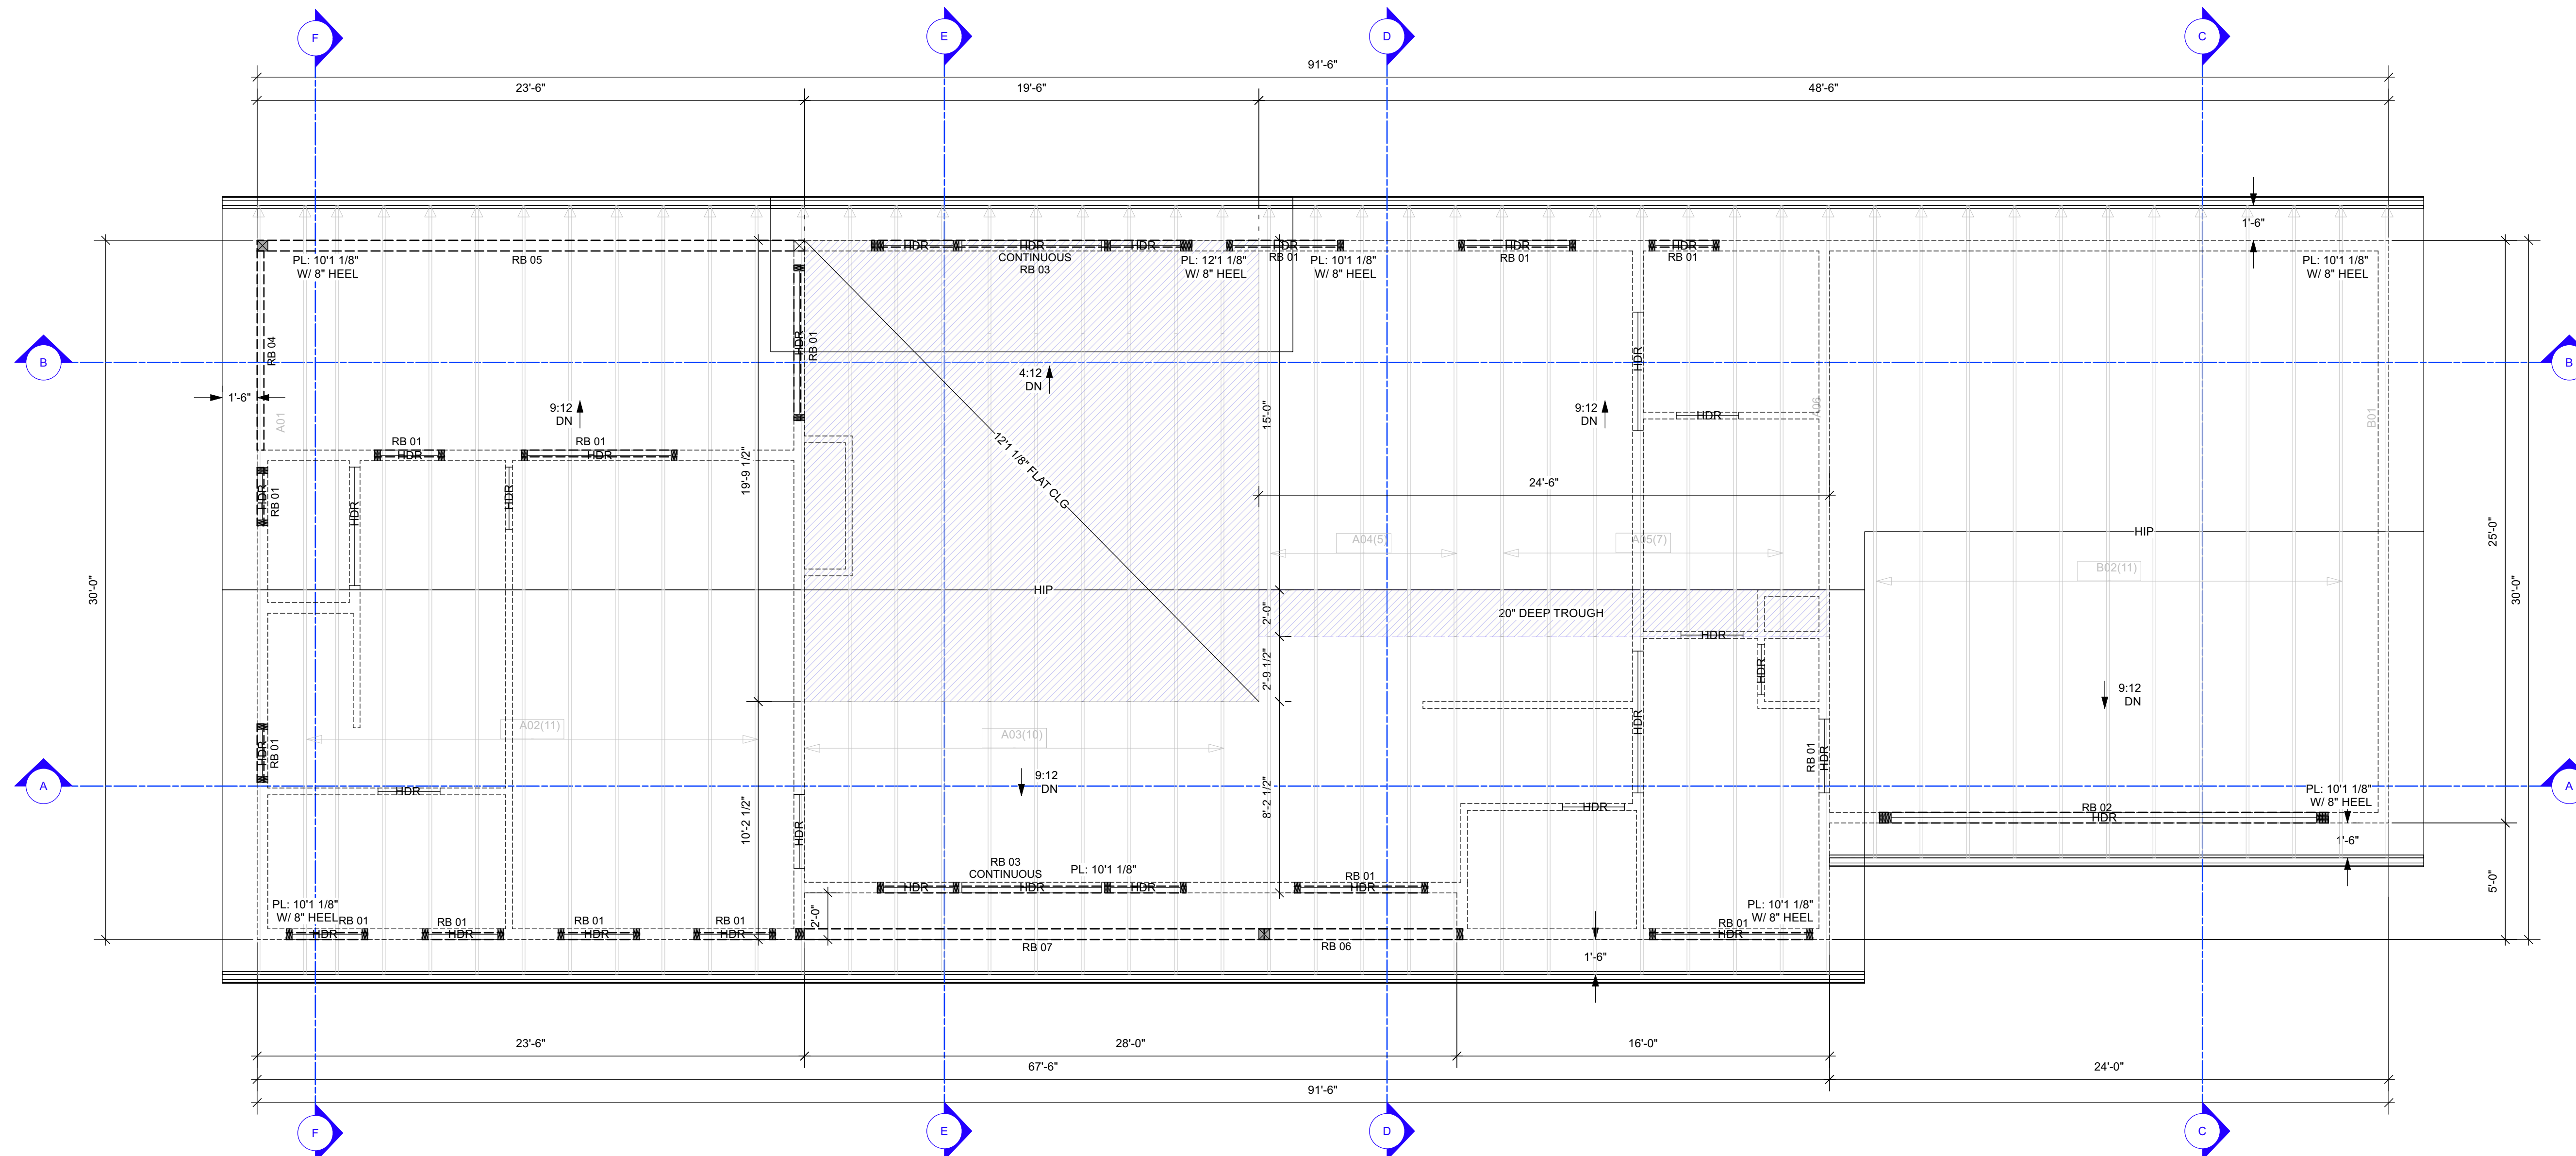 F
E
D
C
91'-6"
23'-6"
19'-6"
48'-6"
1'-6"
HDR
HDR
HDR
HDR
HDR
HDR
PL: 10'1 1/8"
W/ 8" HEEL
RB 05
CONTINUOUS
RB 03
PL: 12'1 1/8"
W/ 8" HEEL
RB 01
PL: 10'1 1/8"
W/ 8" HEEL
RB 01
RB 01
PL: 10'1 1/8"
W/ 8" HEEL
RB 04
HDR
RB 01
HDR
B
B
4:12
DN
1'-6"
A01
9:12
DN
15'-0"
9:12
DN
HDR
A06
B01
RB 01
RB 01
HDR
HDR
12'1 1/8" FLAT CLG
19'-9 1/2"
24'-6"
HDR
RB 01
HDR
HDR
HIP
25'-0"
A04(5)
A05(7)
B02(11)
30'-0"
30'-0"
HIP
2'-0"
20" DEEP TROUGH
HDR
2'-9 1/2"
HDR
9:12
DN
A02(11)
A03(10)
HDR
HDR
RB 01
RB 01
HDR
A
A
9:12
DN
HDR
10'-2 1/2"
8'-2 1/2"
HDR
PL: 10'1 1/8"
W/ 8" HEEL
RB 02
HDR
HDR
1'-6"
RB 03
CONTINUOUS
PL: 10'1 1/8"
RB 01
HDR
HDR
HDR
HDR
5'-0"
PL: 10'1 1/8"
W/ 8" HEEL
RB 01
RB 01
RB 01
RB 01
2'-0"
PL: 10'1 1/8"
W/ 8" HEEL
RB 01
HDR
HDR
HDR
HDR
HDR
RB 07
RB 06
1'-6"
23'-6"
28'-0"
16'-0"
67'-6"
24'-0"
91'-6"
F
E
D
C